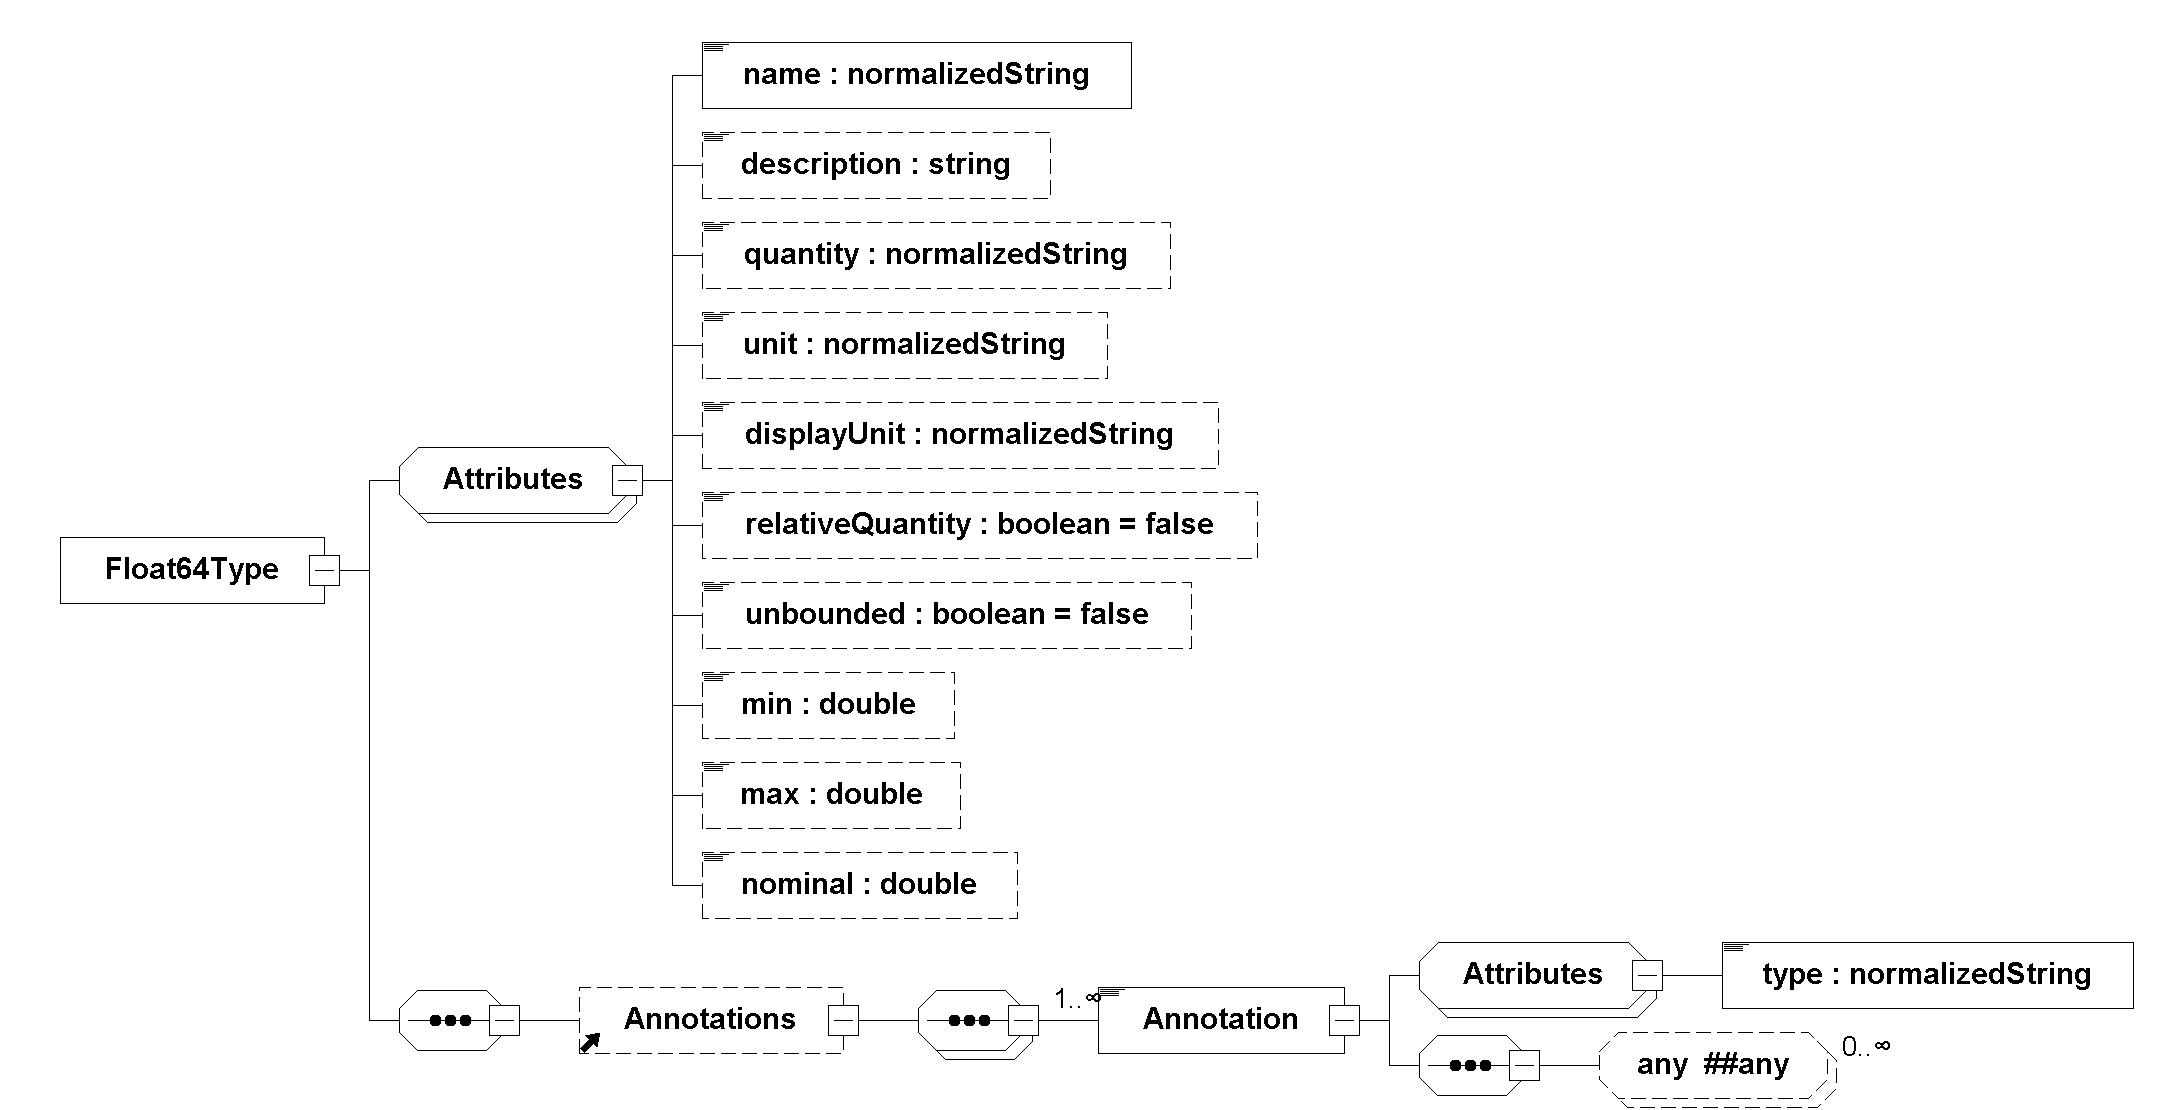 name : normalizedString
description : string
quantity : normalizedString
unit : normalizedString
displayUnit : normalizedString
Attributes
relativeQuantity : boolean = false
Float64Type
unbounded : boolean = false
min : double
max : double
nominal : double
Attributes
type : normalizedString
Annotations
1..∞
Annotation
any ##any
0..∞